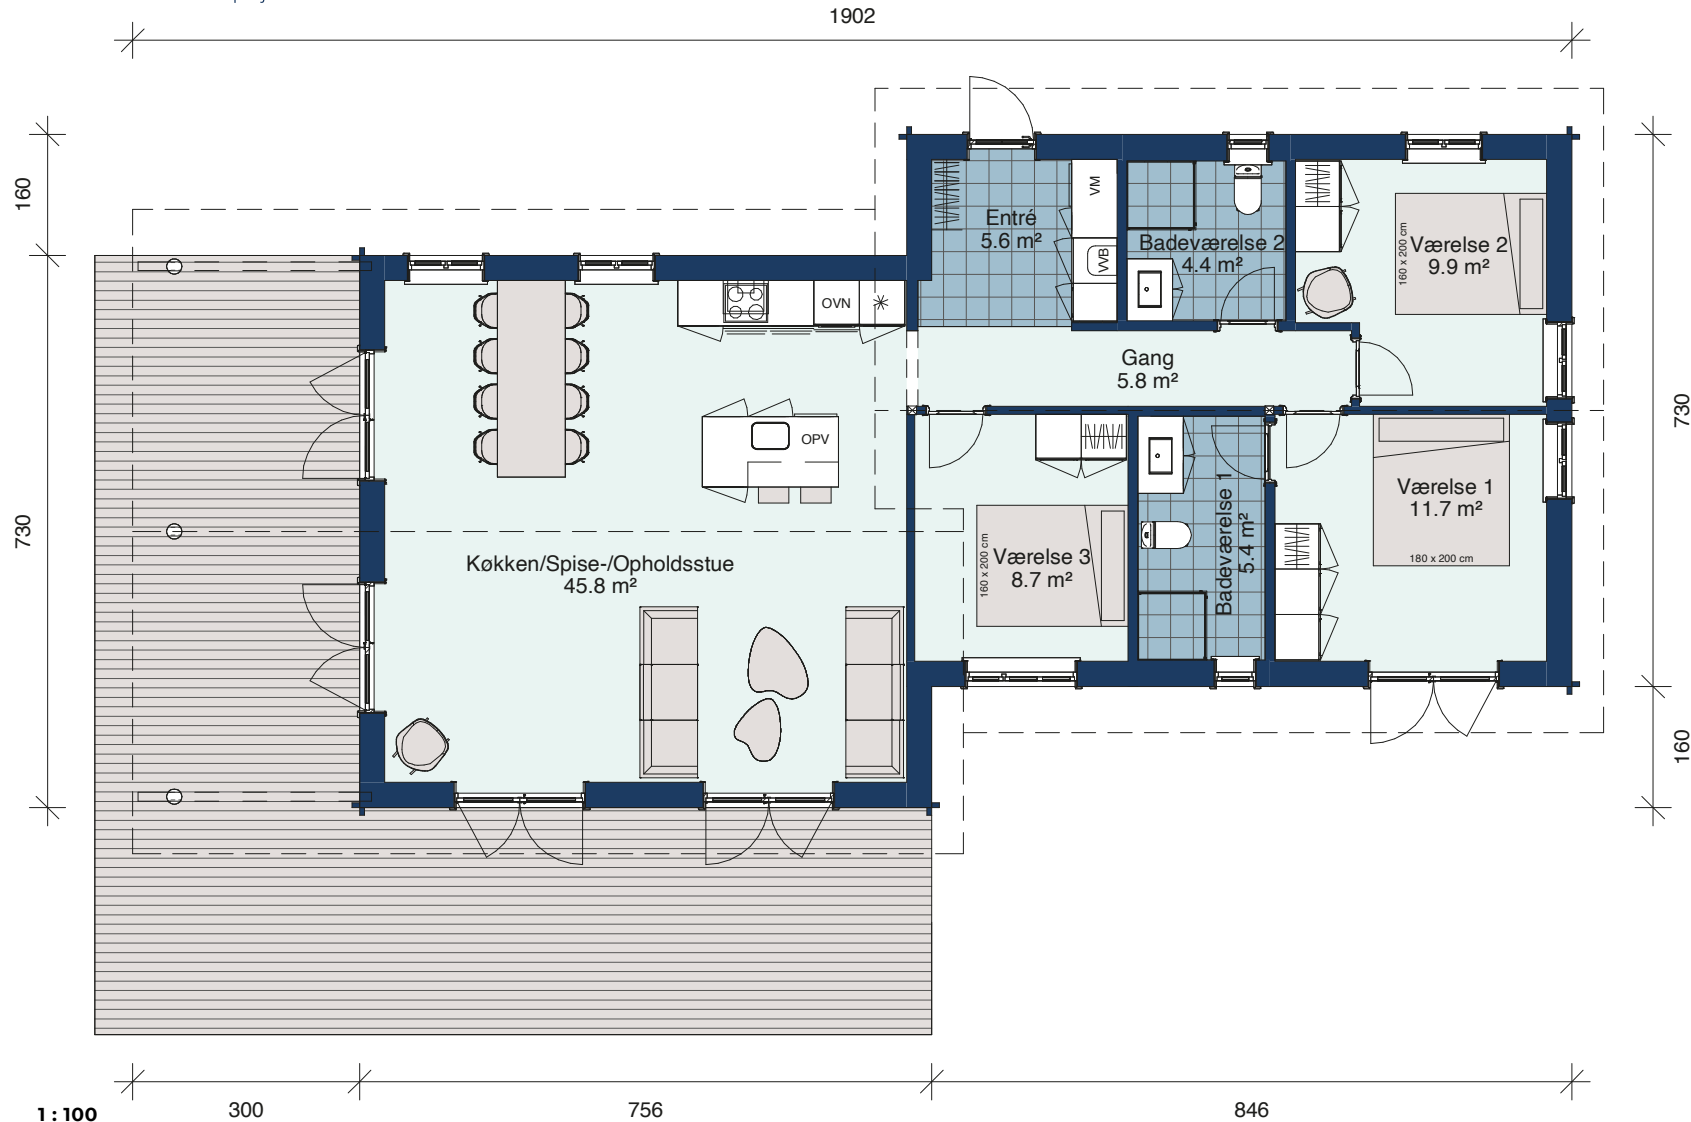 1902
160
730
730
160
Entré
5.6 m²
VM
VVB
Badeværelse 2
4.4 m²
Værelse 2
9.9 m²
160 x 200 cm
OVN
Gang
5.8 m²
OPV
Køkken/Spise-/Opholdsstue
45.8 m²
Værelse 3
8.7 m²
160 x 200 cm
Badeværelse 1
5.4 m²
Værelse 1
11.7 m²
180 x 200 cm
1 : 100
300
756
846